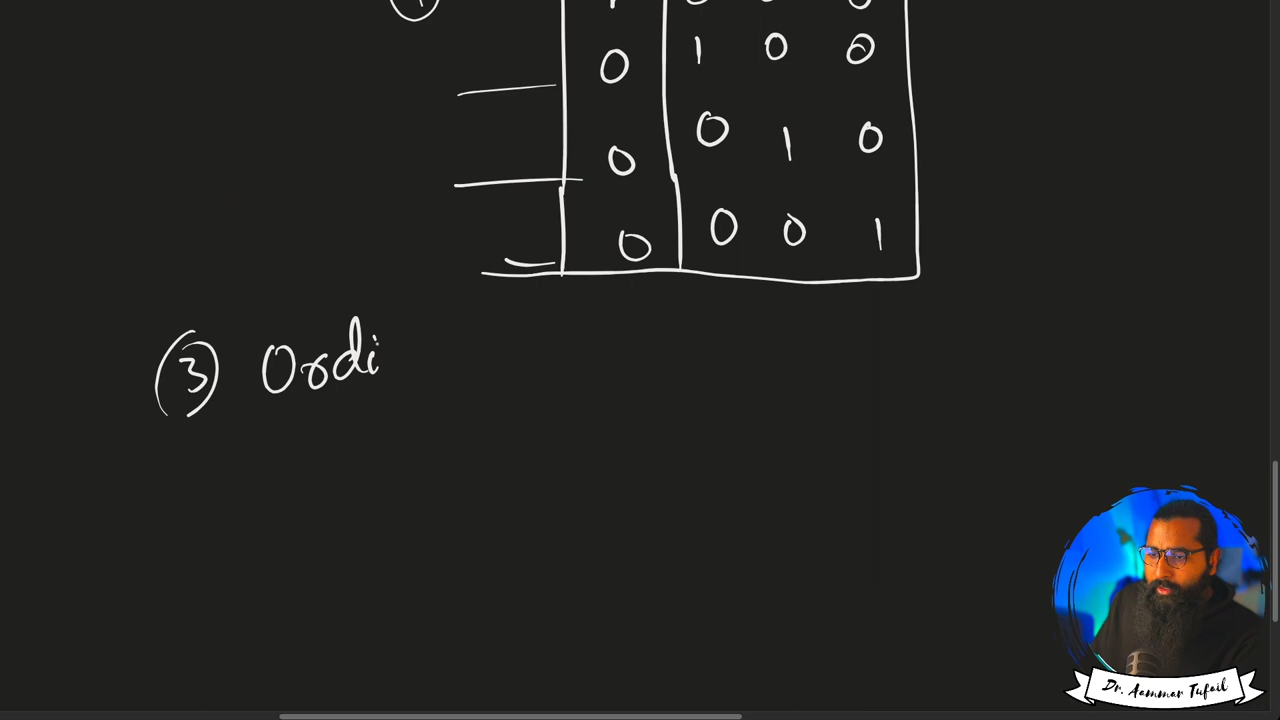 0 1 0 0
0 0 1 0
0 0 0 1
③ Ordi
Dr. Aammar Tufail